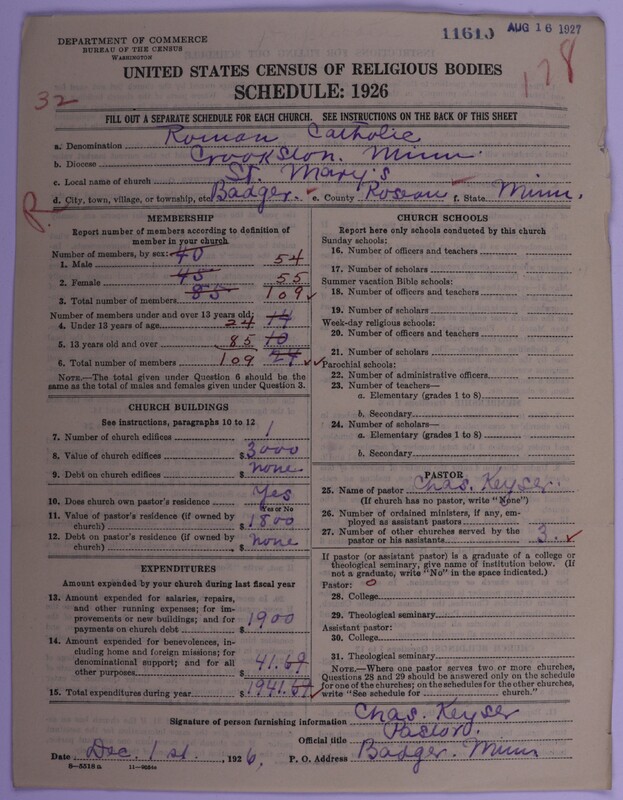 DEPARTMENT OF COMMERCE
BUREAU OF THE CENSUS
WASHINGTON
AUG 16 1927
178
32
UNITED STATES CENSUS OF RELIGIOUS BODIES
SCHEDULE: 1926
FILL OUT A SEPARATE SCHEDULE FOR EACH CHURCH. SEE INSTRUCTIONS ON THE BACK OF THIS SHEET
a. Denomination Roman Catholic
b. Diocese Crookston. Minn.
c. Local name of church St. Mary's
d. City, town, village, or township, etc. Badger. e. County Roseau f. State Minn.
MEMBERSHIP
Report number of members according to definition of
member in your church
Number of members, by sex: 40
1. Male 54
45
2. Female 55
85
3. Total number of members 109
Number of members under and over 13 years old:
4. Under 13 years of age 24 14
5. 13 years old and over 85 10
6. Total number of members 109 24
NOTE.—The total given under Question 6 should be the
same as the total of males and females given under Question 3.
CHURCH BUILDINGS
See instructions, paragraphs 10 to 12
7. Number of church edifices 1
8. Value of church edifices $ 3000
9. Debt on church edifices $ none
10. Does church own pastor's residence Yes
Yes or No
11. Value of pastor's residence (if owned by
church) $ 1800
12. Debt on pastor's residence (if owned by
church) $ none
EXPENDITURES
Amount expended by your church during last fiscal year
13. Amount expended for salaries, repairs,
and other running expenses; for im-
provements or new buildings; and for
payments on church debt $ 1900
14. Amount expended for benevolences, in-
cluding home and foreign missions; for
denominational support; and for all
other purposes $ 41.69
15. Total expenditures during year $ 1941.69
CHURCH SCHOOLS
Report here only schools conducted by this church
Sunday schools:
16. Number of officers and teachers
17. Number of scholars
Summer vacation Bible schools:
18. Number of officers and teachers
19. Number of scholars
Week-day religious schools:
20. Number of officers and teachers
21. Number of scholars
Parochial schools:
22. Number of administrative officers
23. Number of teachers—
a. Elementary (grades 1 to 8)
b. Secondary
24. Number of scholars—
a. Elementary (grades 1 to 8)
b. Secondary
PASTOR
25. Name of pastor Chas. Keyser.
(If church has no pastor, write "None")
26. Number of ordained ministers, if any, em-
ployed as assistant pastors
27. Number of other churches served by the
pastor or his assistants 3.
If pastor (or assistant pastor) is a graduate of a college or
theological seminary, give name of institution below. (If
not a graduate, write "No" in the space indicated.)
Pastor:
28. College
29. Theological seminary
Assistant pastor:
30. College
31. Theological seminary
NOTE.—Where one pastor serves two or more churches,
Questions 28 and 29 should be answered only on the schedule
for one of the churches; on the schedules for the other churches,
write "See schedule for church."
Signature of person furnishing information Chas. Keyser
Official title Pastor.
Date Dec. 1 st., 1926. P. O. Address Badger. Minn
8—5518 a